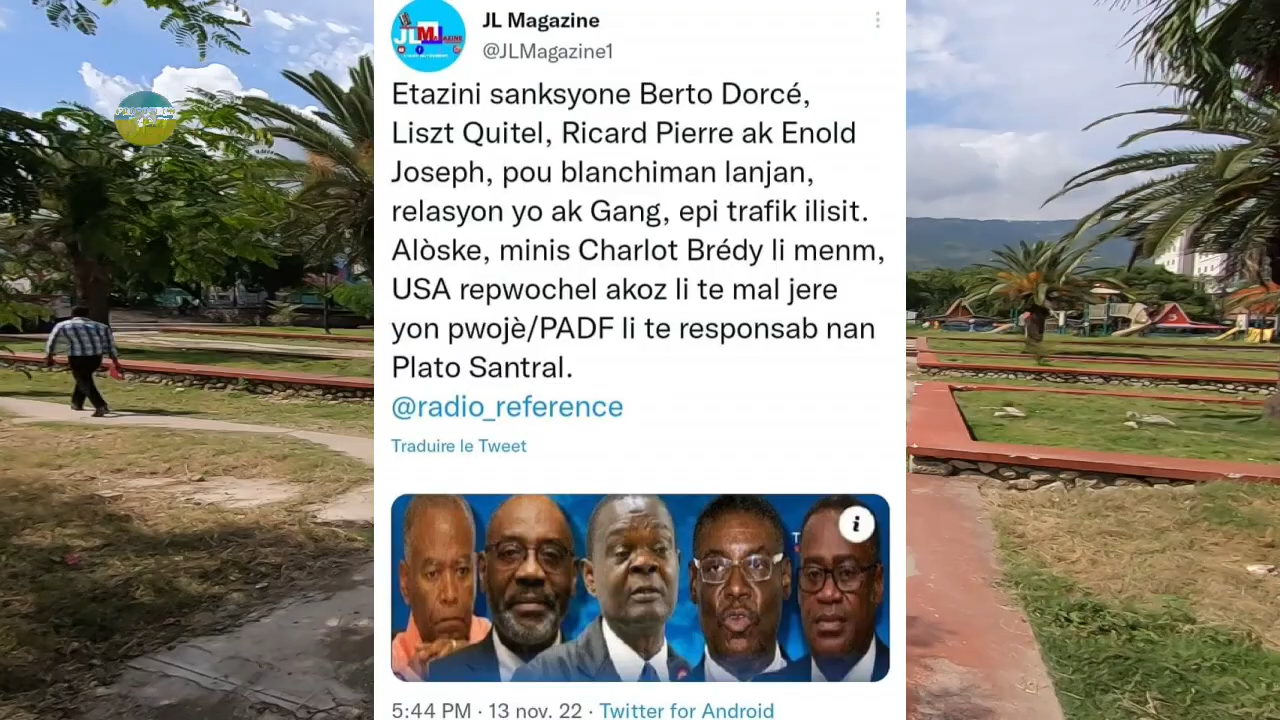 JL Magazine
@JLMagazine1
Etazini sanksyone Berto Dorcé,
Liszt Quitel, Ricard Pierre ak Enold
Joseph, pou blanchiman lanjan,
relasyon yo ak Gang, epi trafik ilisit.
Alòske, minis Charlot Brédy li menm,
USA repwochel akoz li te mal jere
yon pwojè/PADF li te responsab nan
Plato Santral.
@radio_reference
Traduire le Tweet
5:44 PM · 13 nov. 22 · Twitter for Android